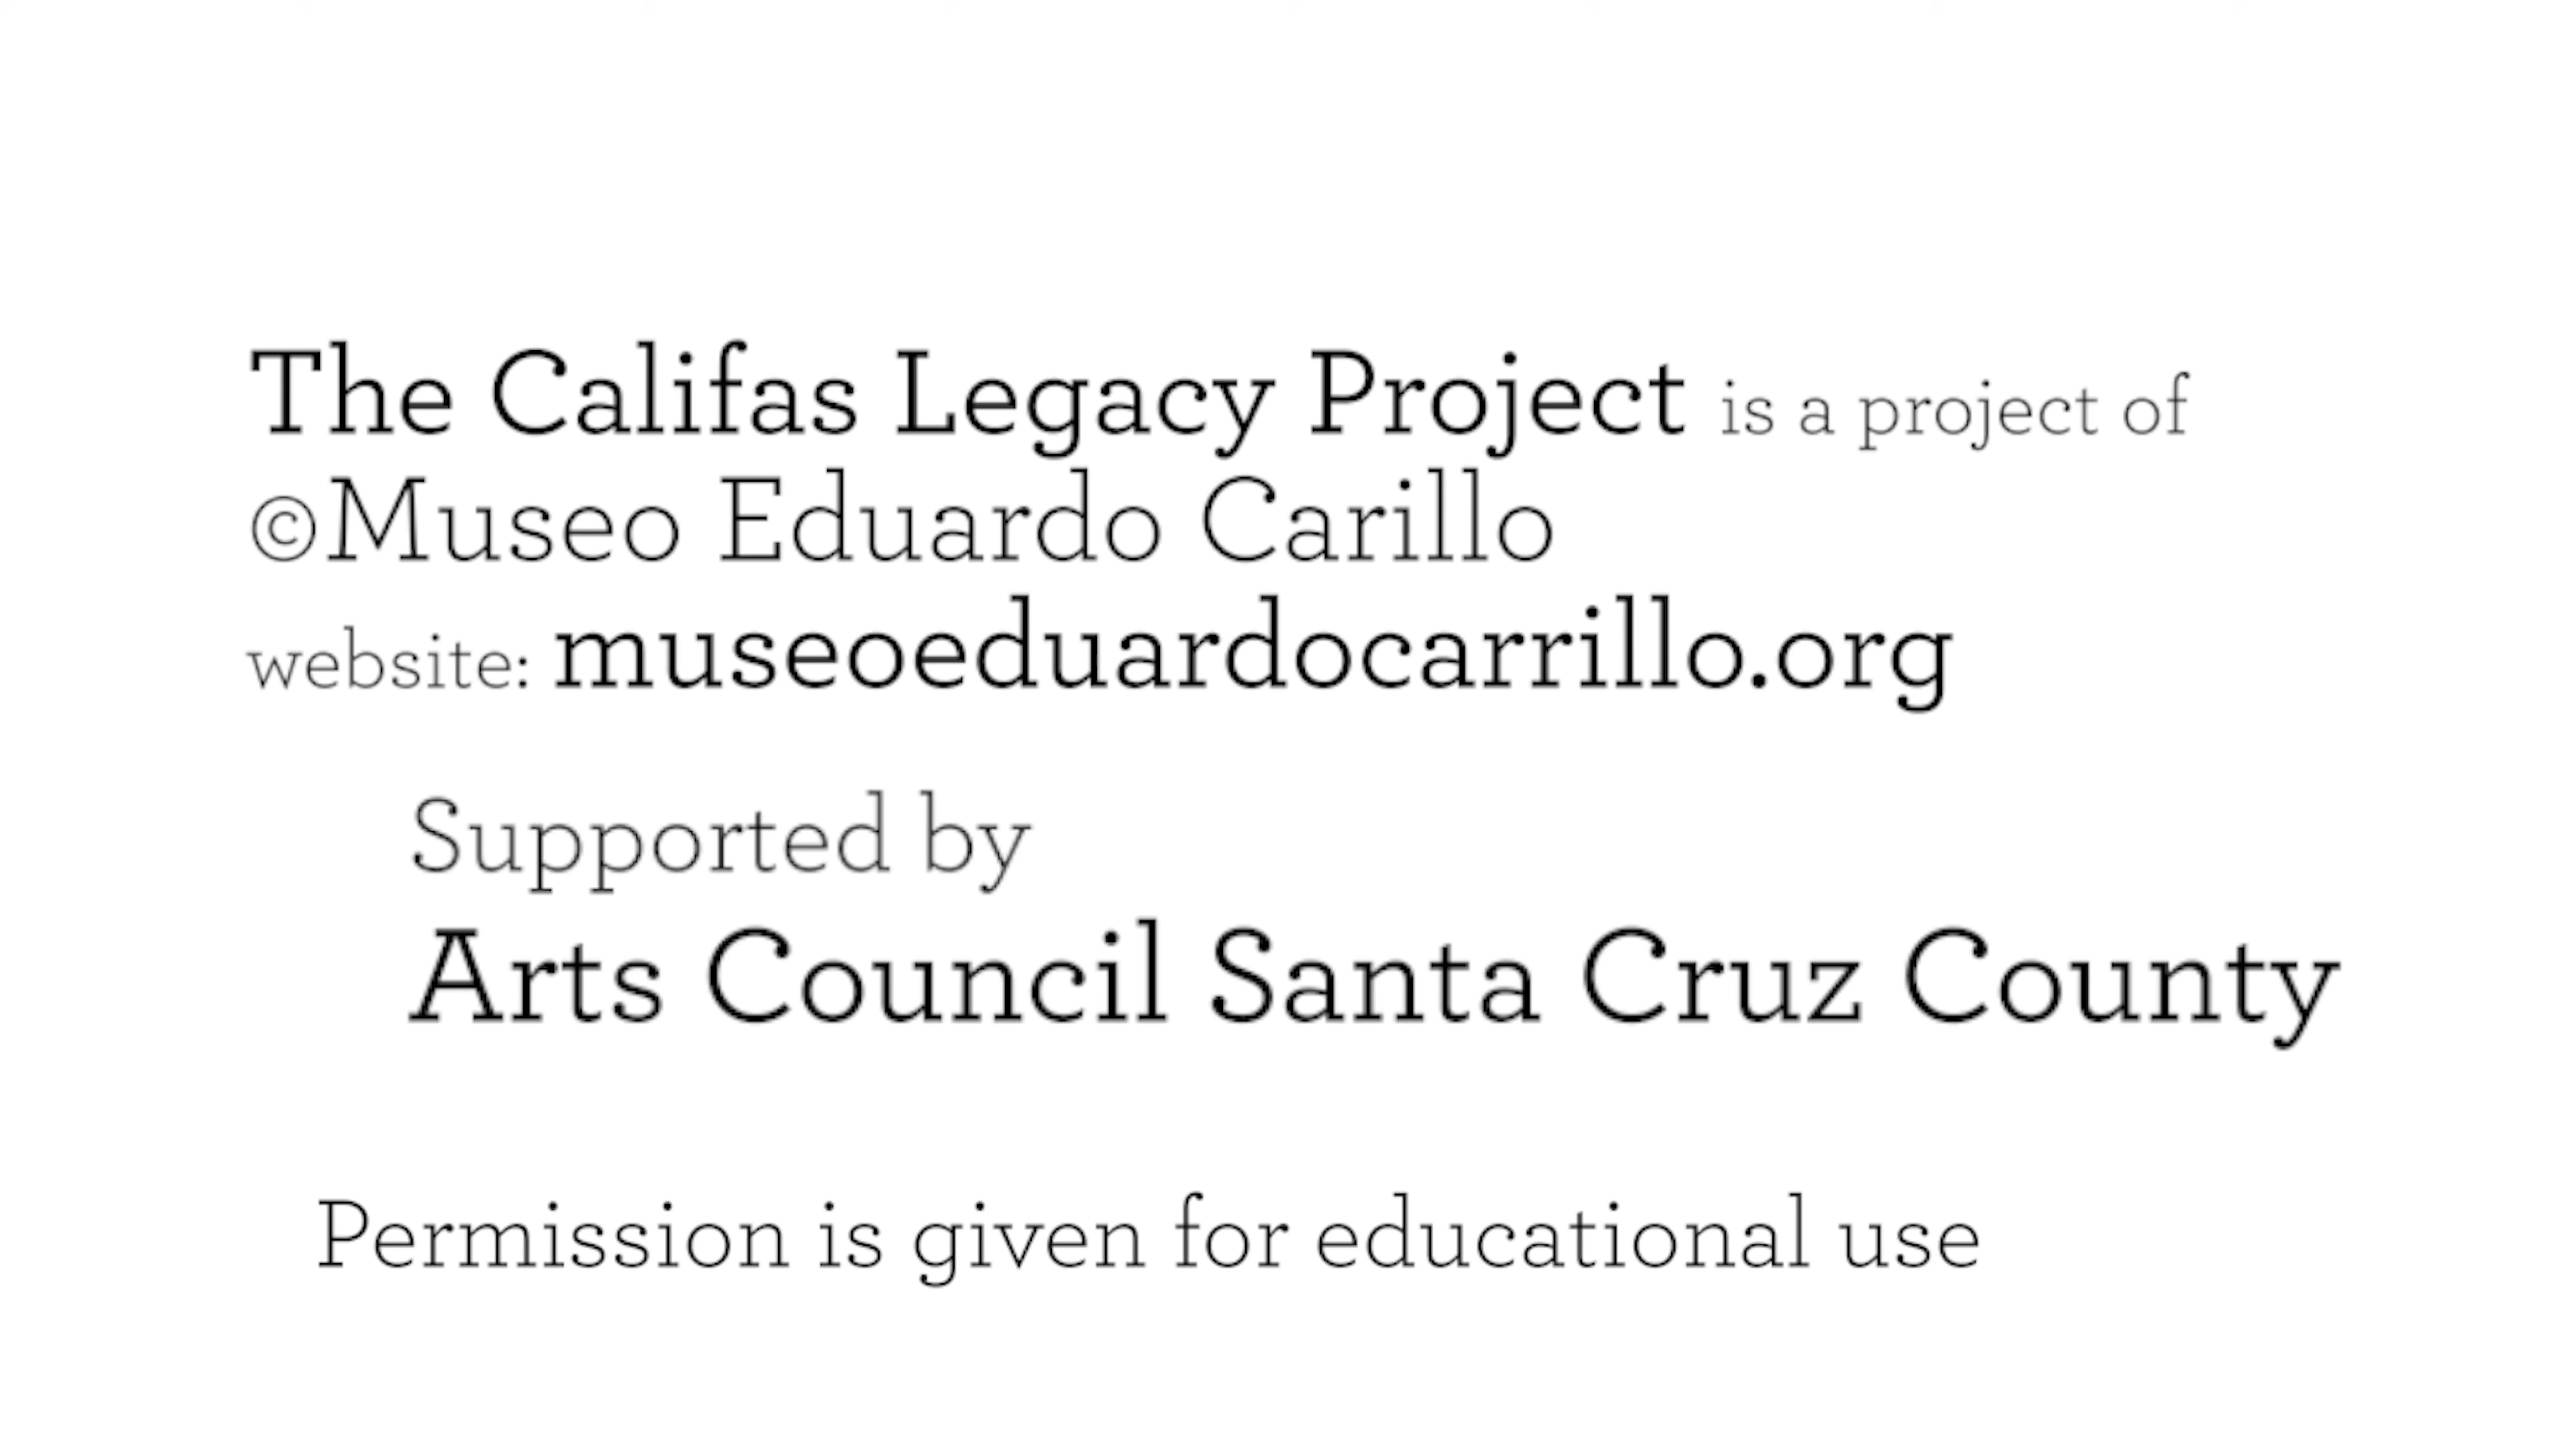 The Califas Legacy Project is a project of
©Museo Eduardo Carillo
website: museoeduardocarrillo.org
Supported by
Arts Council Santa Cruz County
Permission is given for educational use